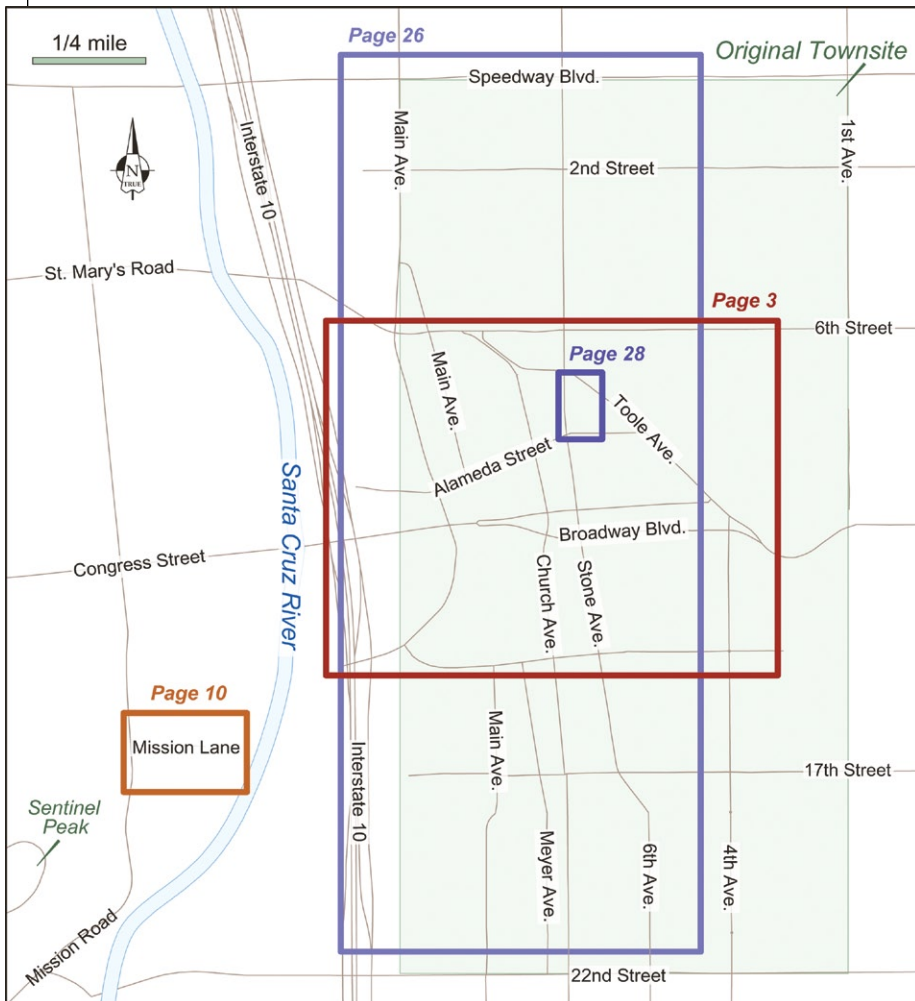 1/4 mile
Page 26
Original Townsite
Speedway Blvd.
Main Ave.
1st Ave.
Interstate 10
N
TRUE
2nd Street
St. Mary's Road
Page 3
6th Street
Page 28
Main Ave.
Toole Ave.
Alameda Street
Santa Cruz River
Broadway Blvd.
Congress Street
Church Ave.
Stone Ave.
Page 10
Mission Lane
Main Ave.
Interstate 10
17th Street
Sentinel
Peak
Meyer Ave.
6th Ave.
4th Ave.
Mission Road
22nd Street